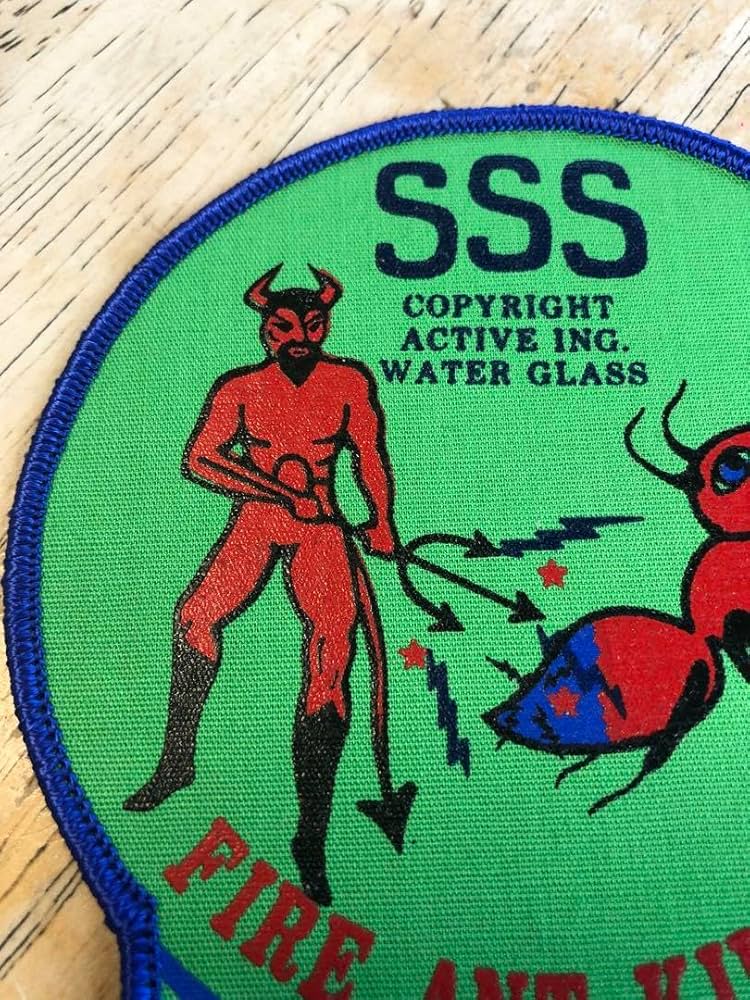 SSS
COPYRIGHT
ACTIVE ING.
WATER GLASS
FIRE ANT